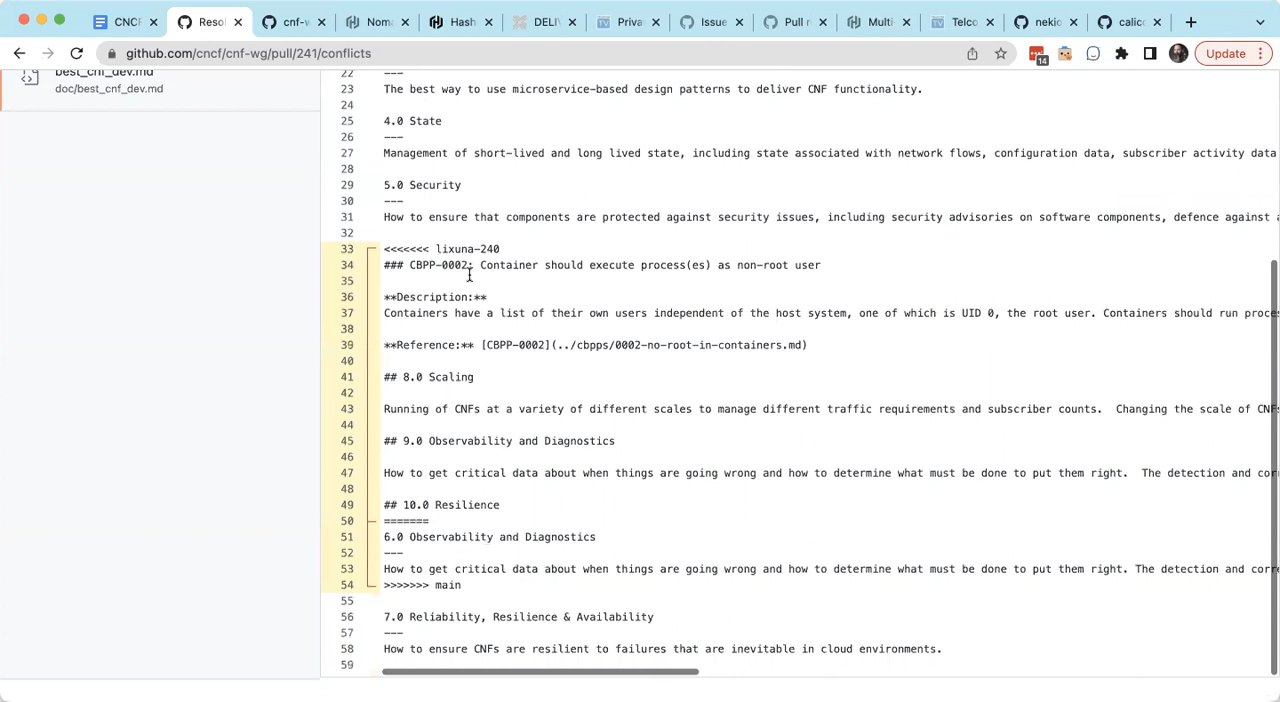 CNCF
Resol
cnf-w
Noma
Hash
DELIV
Privat
Issue
Pull r
Multi
Telco
nekio
calico
github.com/cncf/cnf-wg/pull/241/conflicts
14
Update
best_cnf_dev.md
doc/best_cnf_dev.md
22 ---
23 The best way to use microservice-based design patterns to deliver CNF functionality.
24
25 4.0 State
26 ---
27 Management of short-lived and long lived state, including state associated with network flows, configuration data, subscriber activity data
28
29 5.0 Security
30 ---
31 How to ensure that components are protected against security issues, including security advisories on software components, defence against a
32
33 <<<<<<< lixuna-240
34 ### CBPP-0002: Container should execute process(es) as non-root user
35
36 **Description:**
37 Containers have a list of their own users independent of the host system, one of which is UID 0, the root user. Containers should run proce
38
39 **Reference:** [CBPP-0002](../cbpps/0002-no-root-in-containers.md)
40
41 ## 8.0 Scaling
42
43 Running of CNFs at a variety of different scales to manage different traffic requirements and subscriber counts.  Changing the scale of CNFs
44
45 ## 9.0 Observability and Diagnostics
46
47 How to get critical data about when things are going wrong and how to determine what must be done to put them right.  The detection and corr
48
49 ## 10.0 Resilience
50 =======
51 6.0 Observability and Diagnostics
52 ---
53 How to get critical data about when things are going wrong and how to determine what must be done to put them right. The detection and corre
54 >>>>>>> main
55
56 7.0 Reliability, Resilience & Availability
57 ---
58 How to ensure CNFs are resilient to failures that are inevitable in cloud environments.
59